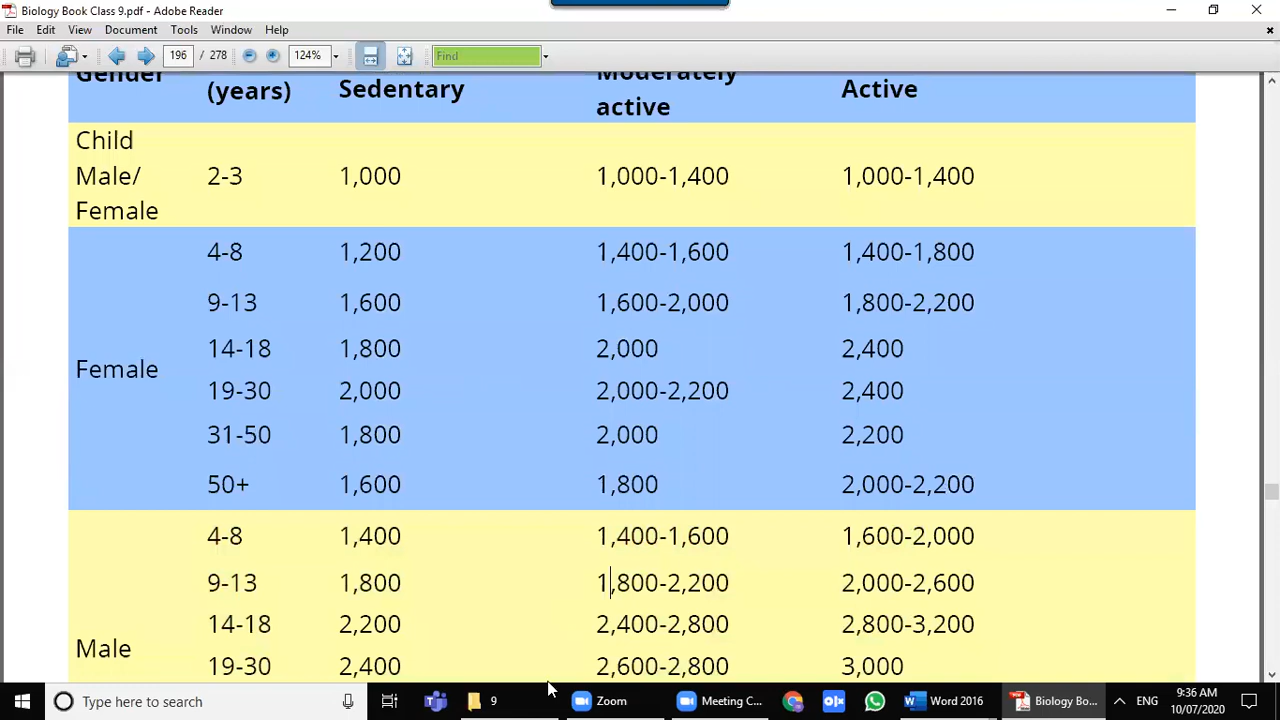 Biology Book Class 9.pdf - Adobe Reader
File Edit View Document Tools Window Help
196 / 278 124% Find
Gender (years) Sedentary Moderately active Active
Child Male/ Female 2-3 1,000 1,000-1,400 1,000-1,400
4-8 1,200 1,400-1,600 1,400-1,800
9-13 1,600 1,600-2,000 1,800-2,200
14-18 1,800 2,000 2,400
Female
19-30 2,000 2,000-2,200 2,400
31-50 1,800 2,000 2,200
50+ 1,600 1,800 2,000-2,200
4-8 1,400 1,400-1,600 1,600-2,000
9-13 1,800 1,800-2,200 2,000-2,600
14-18 2,200 2,400-2,800 2,800-3,200
Male
19-30 2,400 2,600-2,800 3,000
Type here to search 9 Zoom Meeting C... Word 2016 Biology Bo... ENG 9:36 AM
10/07/2020